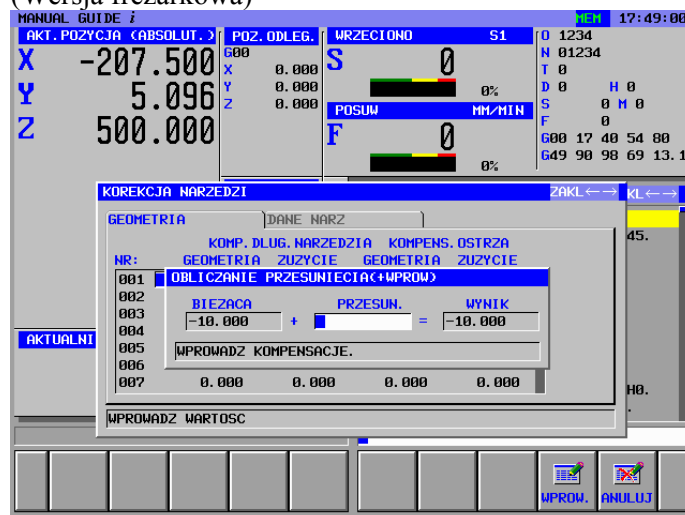 (Wersja frezarkowa)
MANUAL GUIDE i MEM 17:49:00
AKT.POZYCJA (ABSOLUT.) POZ.ODLEG. WRZECIONO S1 O 1234
X -207.500 G00 X 0.000 S 0 N 01234
T 0
Y 5.096 Y 0.000 0% D 0 H 0
Z 500.000 Z 0.000 POSUW MM/MIN S 0 M 0
F 0 F 0
G00 17 40 54 80
0% G49 90 98 69 13.1
KOREKCJA NARZEDZI ZAKL←→ KL←→
GEOMETRIA DANE NARZ
45.
KOMP.DLUG.NARZEDZIA KOMPENS.OSTRZA
NR: GEOMETRIA ZUZYCIE GEOMETRIA ZUZYCIE
001 OBLICZANIE PRZESUNIECIA(+WPROW)
002 BIEZACA PRZESUN. WYNIK
003 -10.000 + = -10.000
004
AKTUALNI
005 WPROWADZ KOMPENSACJE.
006
007 0.000 0.000 0.000 0.000
H0.
WPROWADZ WARTOSC
WPROW. ANULUJ